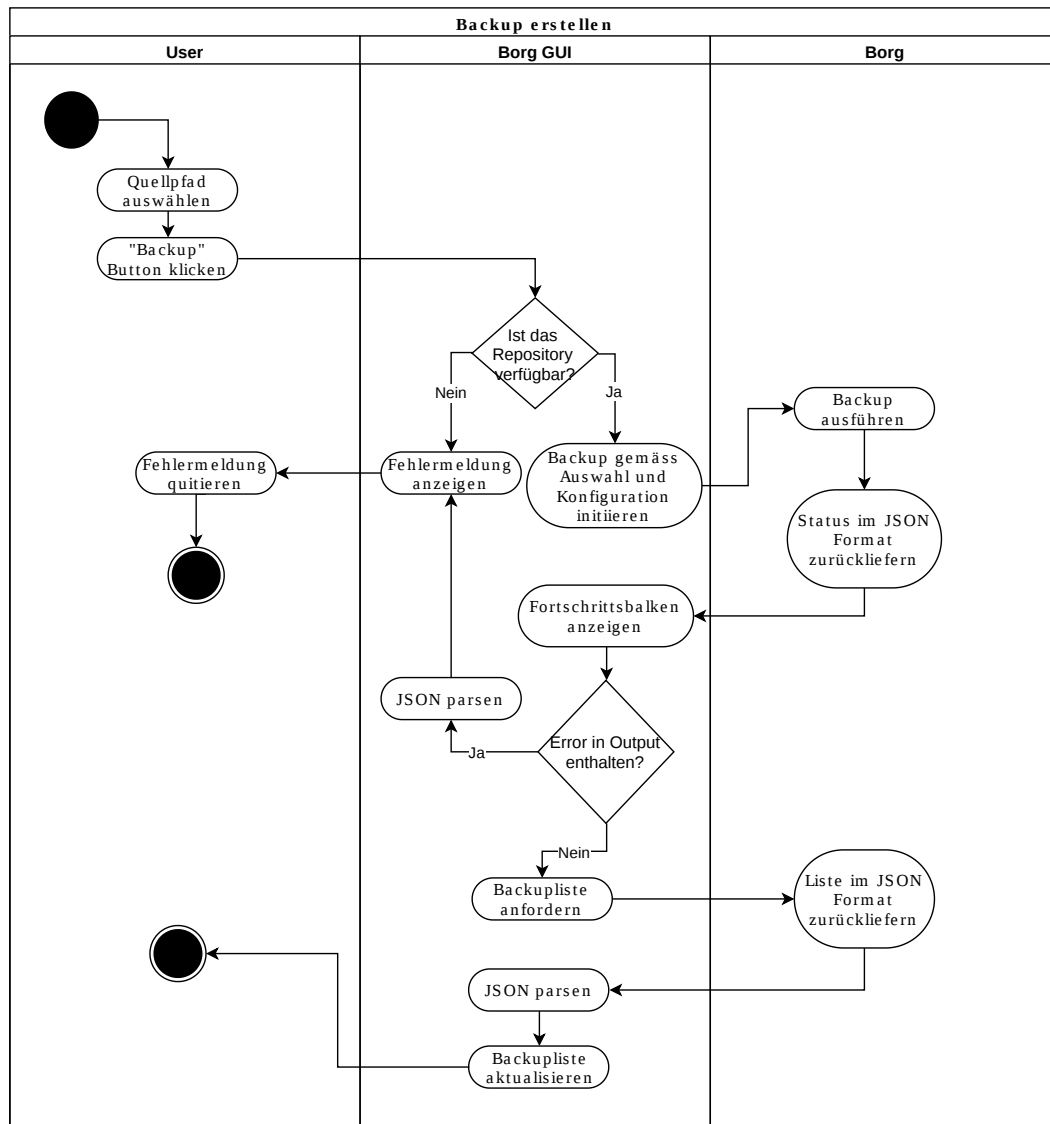 Backup erstellen
User
Borg GUI
Borg
Quellpfad
auswählen
"Backup"
Button klicken
Ist das
Repository
verfügbar?
Nein
Ja
Backup
ausführen
Fehlermeldung
quitieren
Fehlermeldung
anzeigen
Backup gemäss
Auswahl und
Konfiguration
initiieren
Status im JSON
Format
zurückliefern
Fortschrittsbalken
anzeigen
JSON parsen
Error in Output
enthalten?
Ja
Nein
Backupliste
anfordern
Liste im JSON
Format
zurückliefern
JSON parsen
Backupliste
aktualisieren